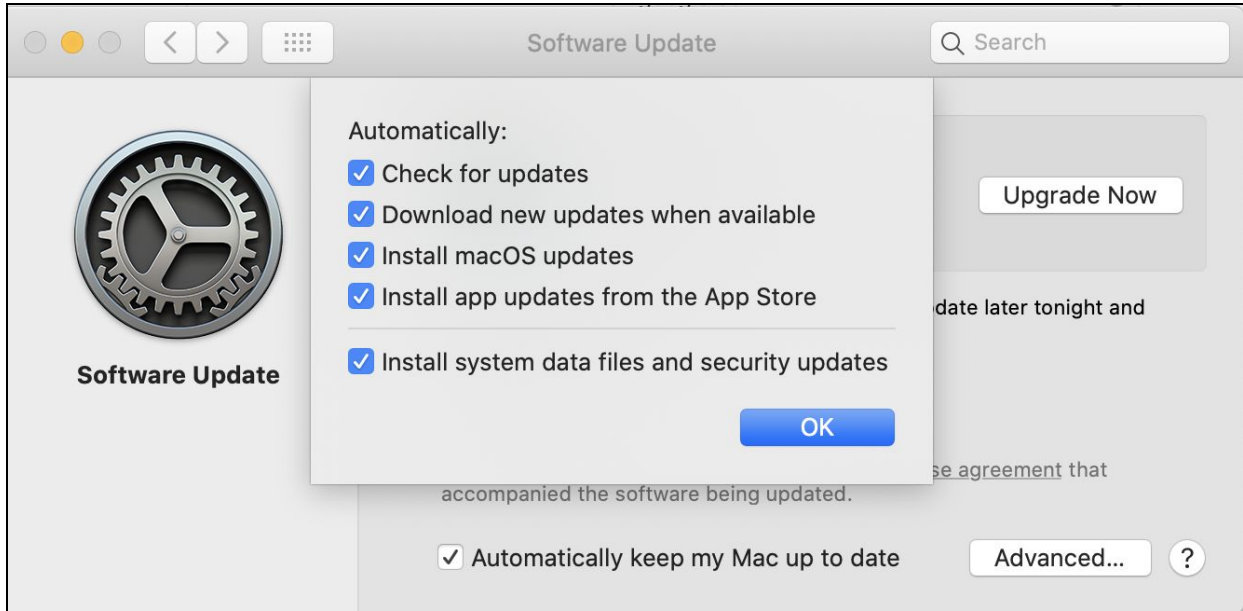 Software Update
Search
Automatically:
Check for updates
Download new updates when available
Install macOS updates
Install app updates from the App Store
Install system data files and security updates
OK
Software Update
Upgrade Now
date later tonight and
se agreement that
accompanied the software being updated.
Automatically keep my Mac up to date
Advanced...
?